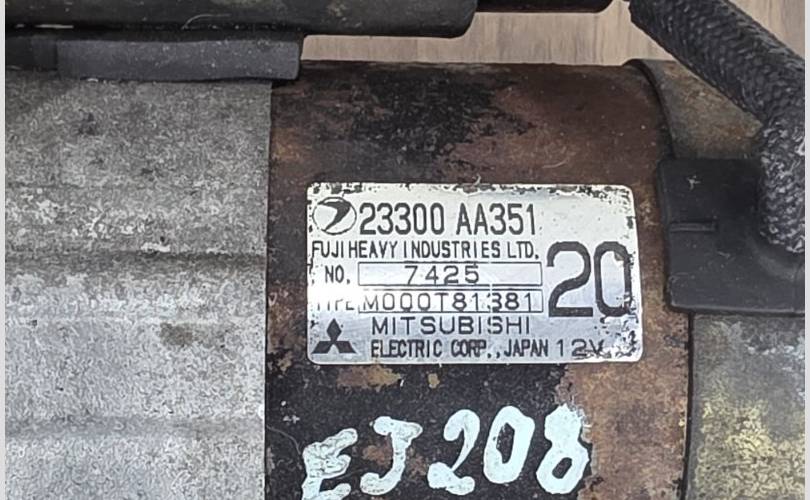 23300 AA351
FUJI HEAVY INDUSTRIES LTD.
NO. 7425
20
TYPE M000T81381
MITSUBISHI
ELECTRIC CORP., JAPAN 12V
EJ208